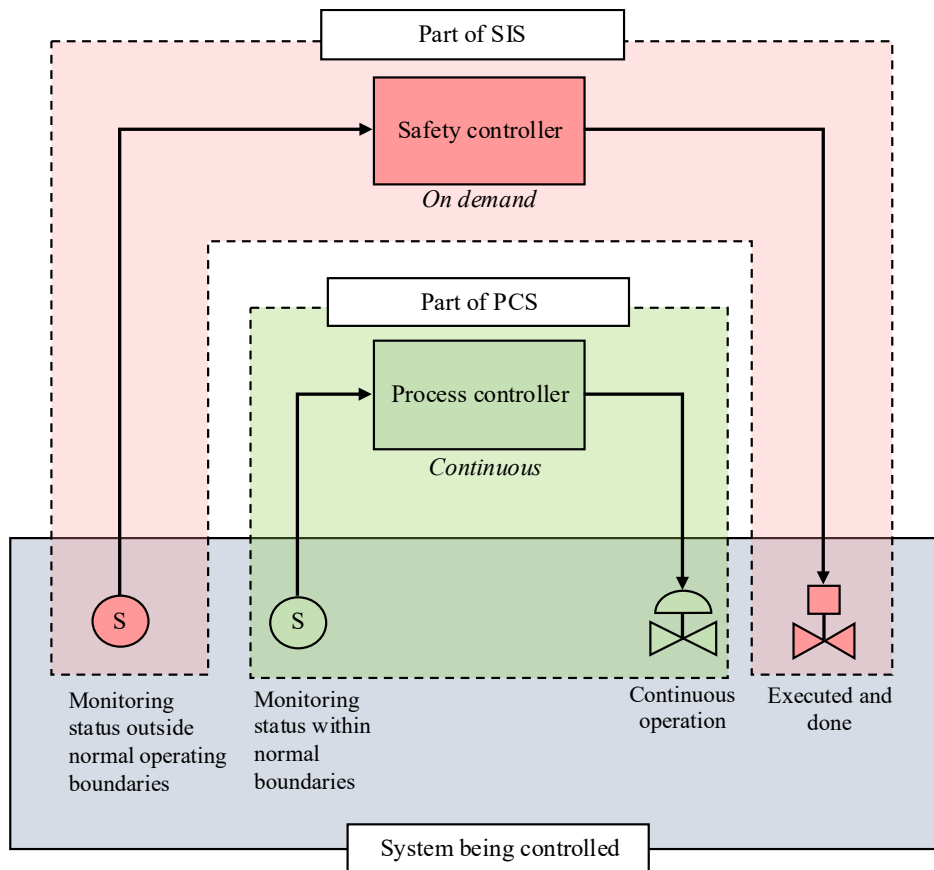 Part of SIS
Safety controller
On demand
Part of PCS
Process controller
Continuous
S
S
Monitoring
status outside
normal operating
boundaries
Monitoring
status within
normal
boundaries
Continuous
operation
Executed and
done
System being controlled